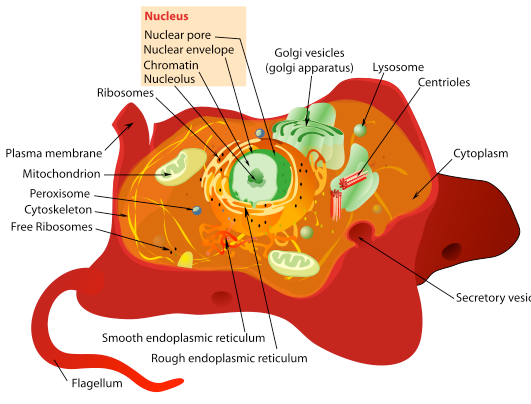 Nucleus
Nuclear pore
Nuclear envelope
Chromatin
Nucleolus
Ribosomes
Golgi vesicles
(golgi apparatus)
Lysosome
Centrioles
Plasma membrane
Mitochondrion
Peroxisome
Cytoskeleton
Free Ribosomes
Cytoplasm
Secretory vesic
Smooth endoplasmic reticulum
Rough endoplasmic reticulum
Flagellum